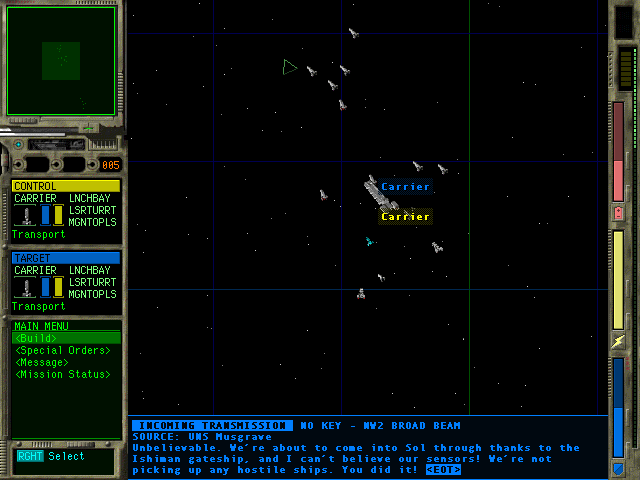 005
CONTROL
CARRIER LNCHBAY
LSRTURRT
MGNTOPLS
Transport
TARGET
CARRIER LNCHBAY
LSRTURRT
MGNTOPLS
Transport
MAIN MENU
<Build>
<Special Orders>
<Message>
<Mission Status>
RGHT Select
Carrier
Carrier
INCOMING TRANSMISSION NO KEY - NW2 BROAD BEAM
SOURCE: UNS Musgrave
Unbelievable. We're about to come into Sol through thanks to the
Ishiman gateship, and I can't believe our sensors! We're not
picking up any hostile ships. You did it! <EOT>